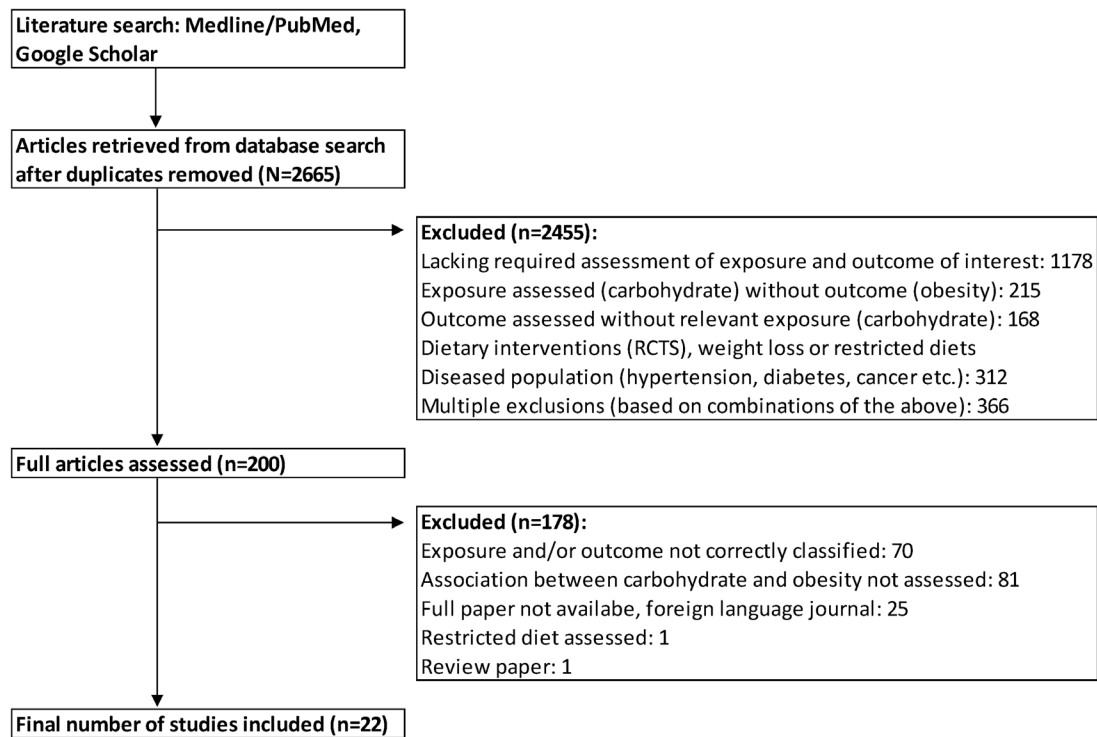 Literature search: Medline/PubMed,
Google Scholar
Articles retrieved from database search
after duplicates removed (N=2665)
Excluded (n=2455):
Lacking required assessment of exposure and outcome of interest: 1178
Exposure assessed (carbohydrate) without outcome (obesity): 215
Outcome assessed without relevant exposure (carbohydrate): 168
Dietary interventions (RCTS), weight loss or restricted diets
Diseased population (hypertension, diabetes, cancer etc.): 312
Multiple exclusions (based on combinations of the above): 366
Full articles assessed (n=200)
Excluded (n=178):
Exposure and/or outcome not correctly classified: 70
Association between carbohydrate and obesity not assessed: 81
Full paper not availabe, foreign language journal: 25
Restricted diet assessed: 1
Review paper: 1
Final number of studies included (n=22)